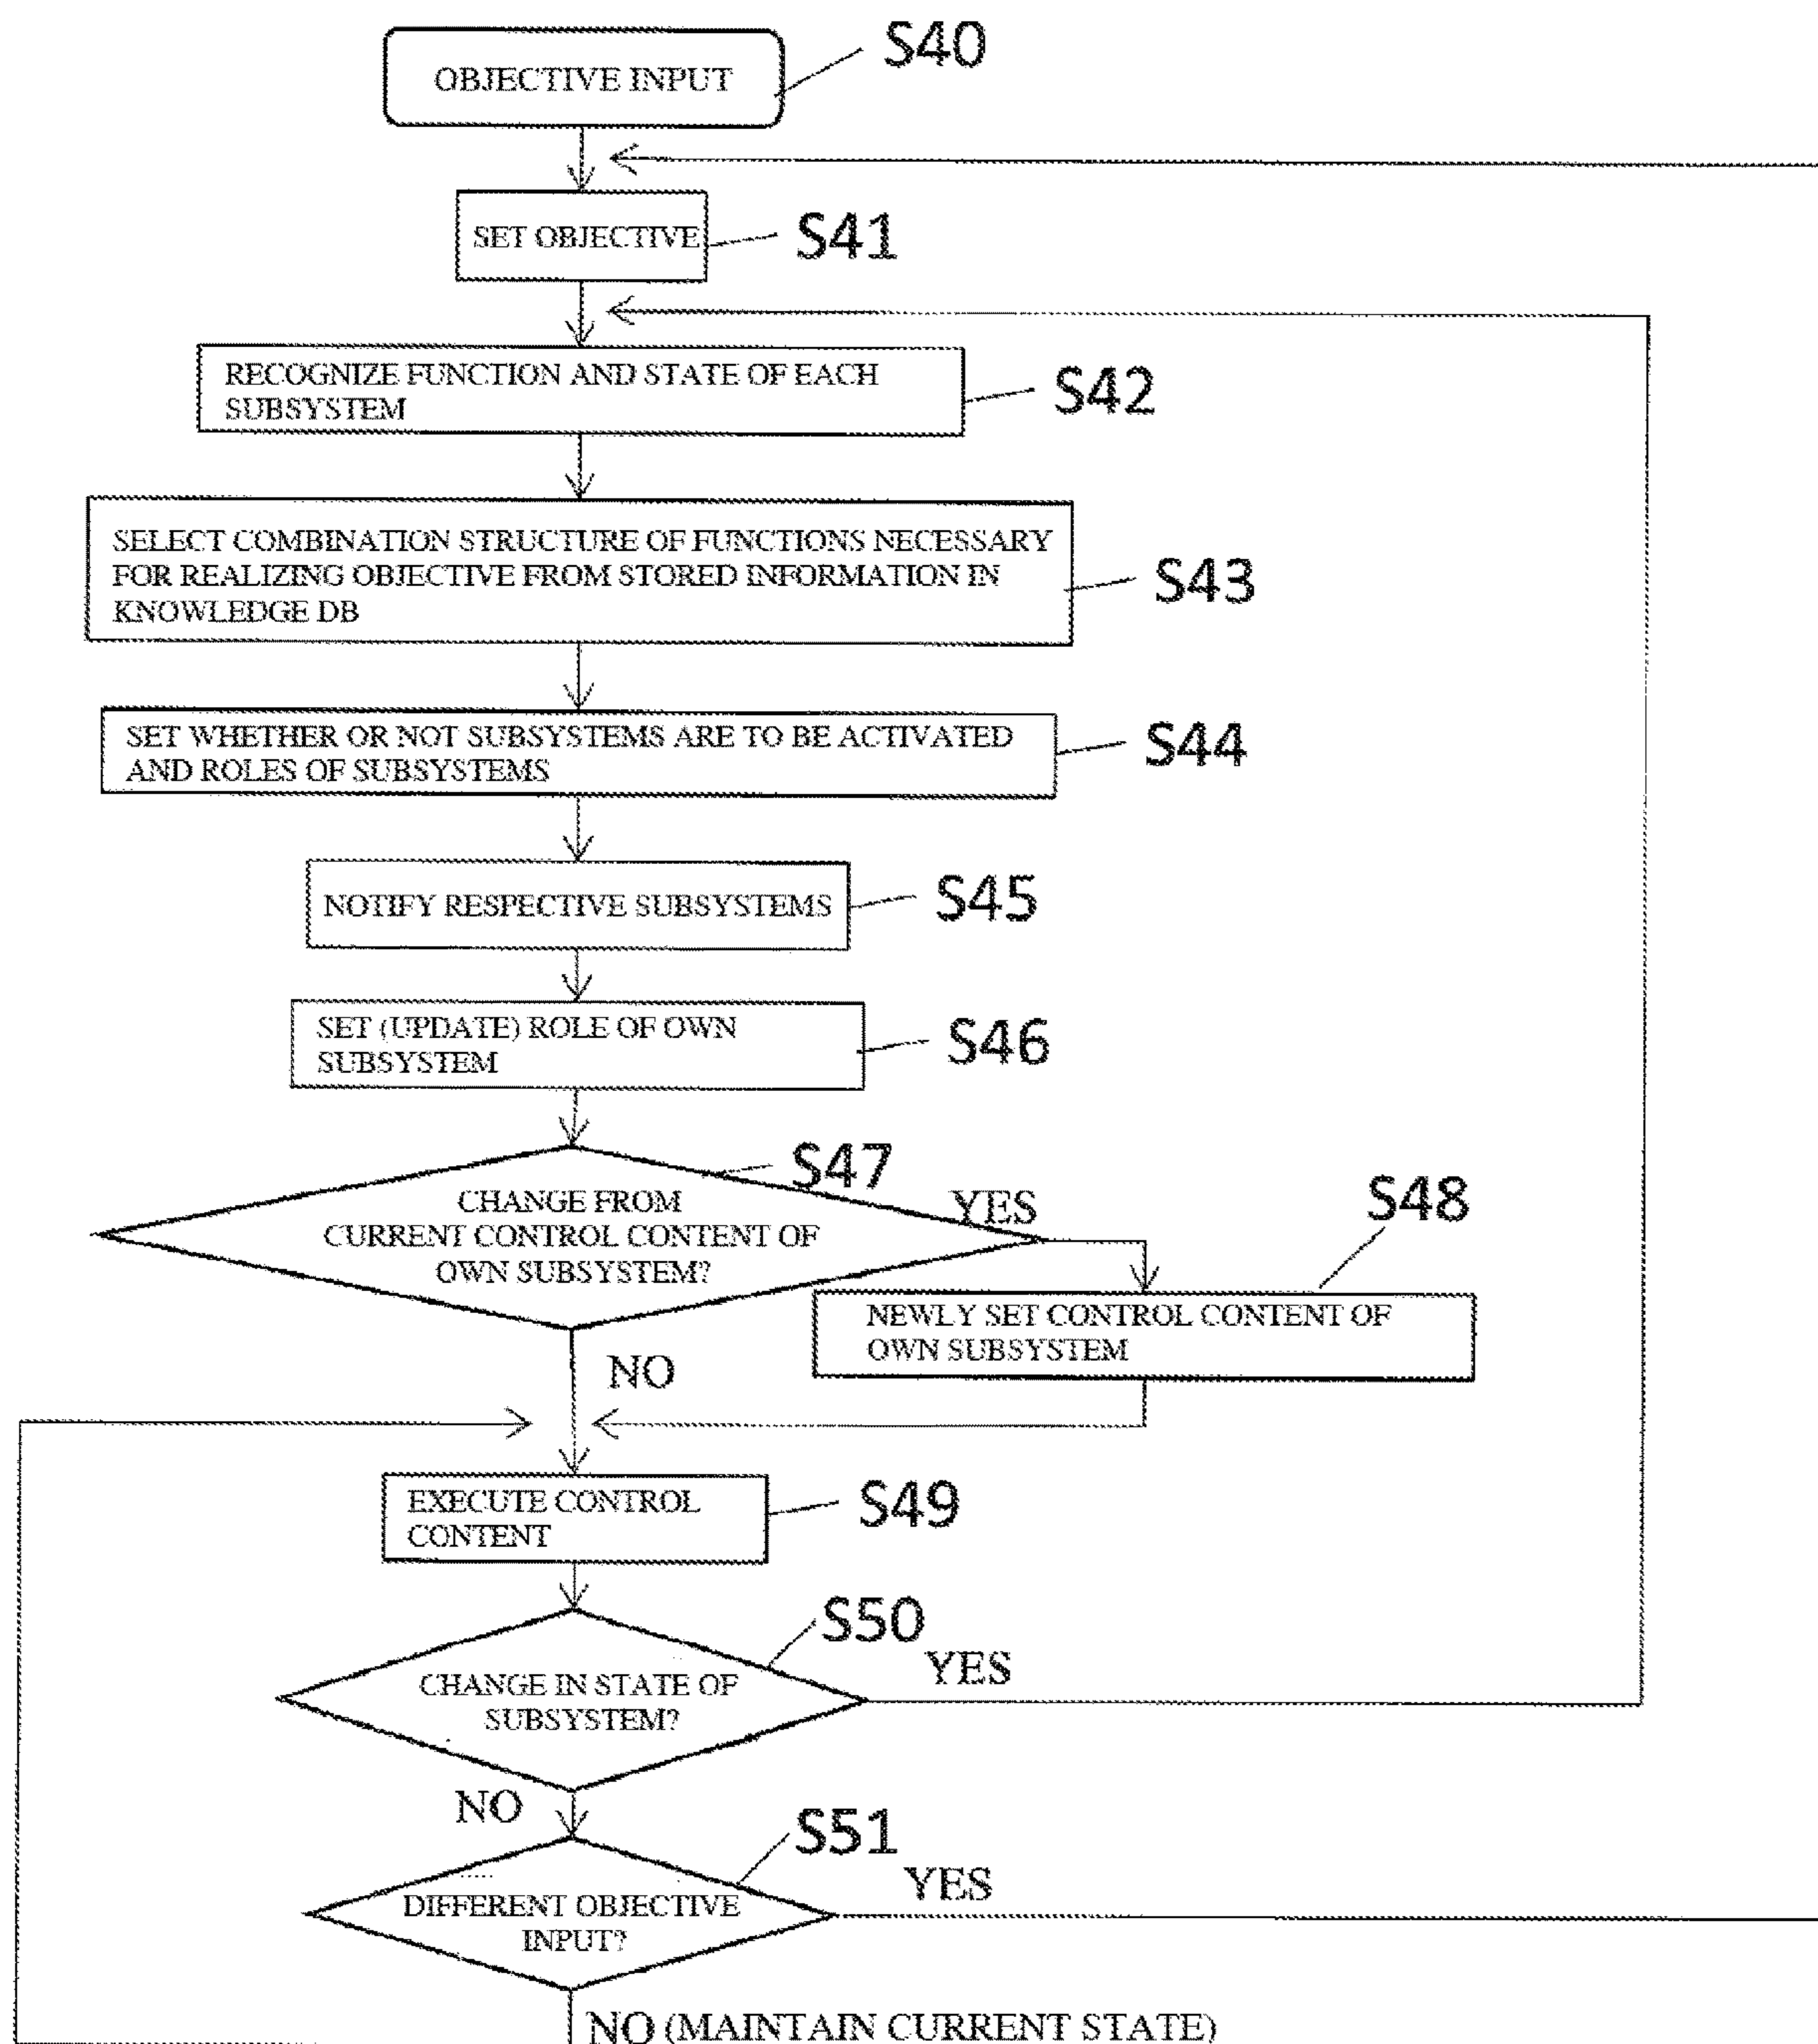 OBJECTIVE INPUT
S40
SET OBJECTIVE
S41
RECOGNIZE FUNCTION AND STATE OF EACH
SUBSYSTEM
S42
SELECT COMBINATION STRUCTURE OF FUNCTIONS NECESSARY
FOR REALIZING OBJECTIVE FROM STORED INFORMATION IN
KNOWLEDGE DB
S43
SET WHETHER OR NOT SUBSYSTEMS ARE TO BE ACTIVATED
AND ROLES OF SUBSYSTEMS
S44
NOTIFY RESPECTIVE SUBSYSTEMS
S45
SET (UPDATE) ROLE OF OWN
SUBSYSTEM
S46
S47
CHANGE FROM
CURRENT CONTROL CONTENT OF
OWN SUBSYSTEM?
YES
S48
NEWLY SET CONTROL CONTENT OF
OWN SUBSYSTEM
NO
EXECUTE CONTROL
CONTENT
S49
S50
CHANGE IN STATE OF
SUBSYSTEM?
YES
NO
S51
DIFFERENT OBJECTIVE
INPUT?
YES
NO (MAINTAIN CURRENT STATE)